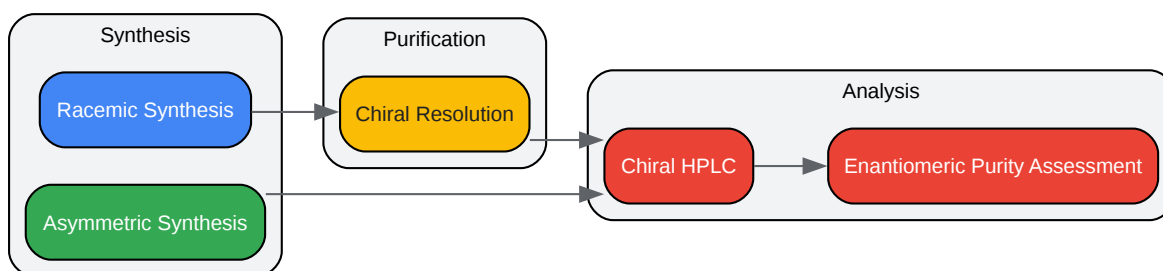 Synthesis
Racemic Synthesis
Asymmetric Synthesis
Purification
Chiral Resolution
Analysis
Chiral HPLC
Enantiomeric Purity Assessment